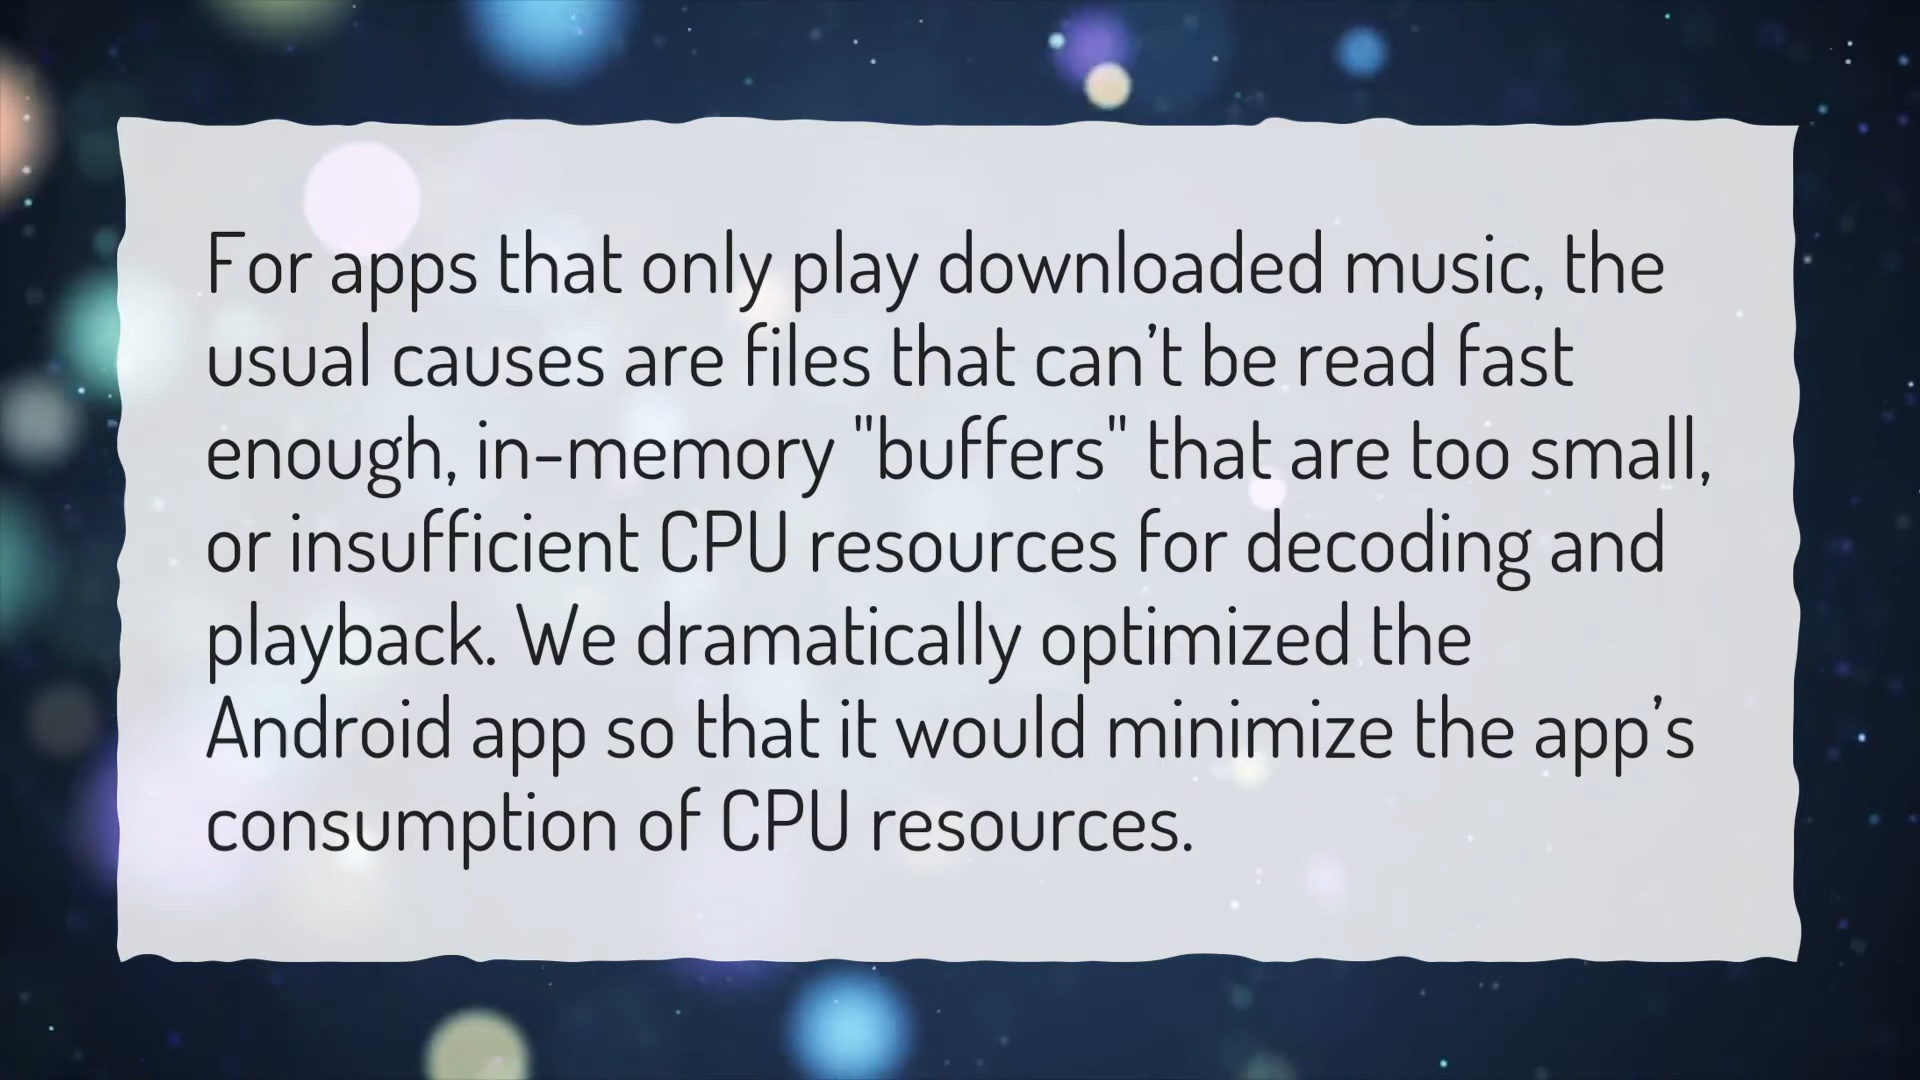 For apps that only play downloaded music, the
usual causes are files that can’t be read fast
enough, in-memory "buffers" that are too small,
or insufficient CPU resources for decoding and
playback. We dramatically optimized the
Android app so that it would minimize the app’s
consumption of CPU resources.